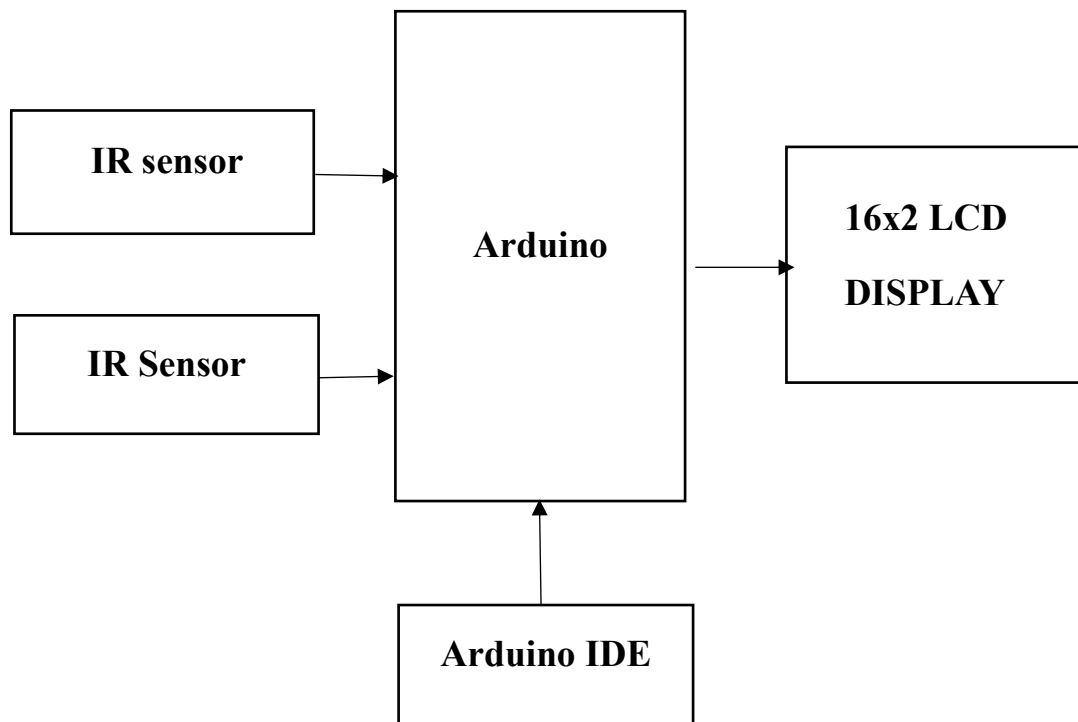 IR sensor
Arduino
16x2 LCD
DISPLAY
IR Sensor
Arduino IDE